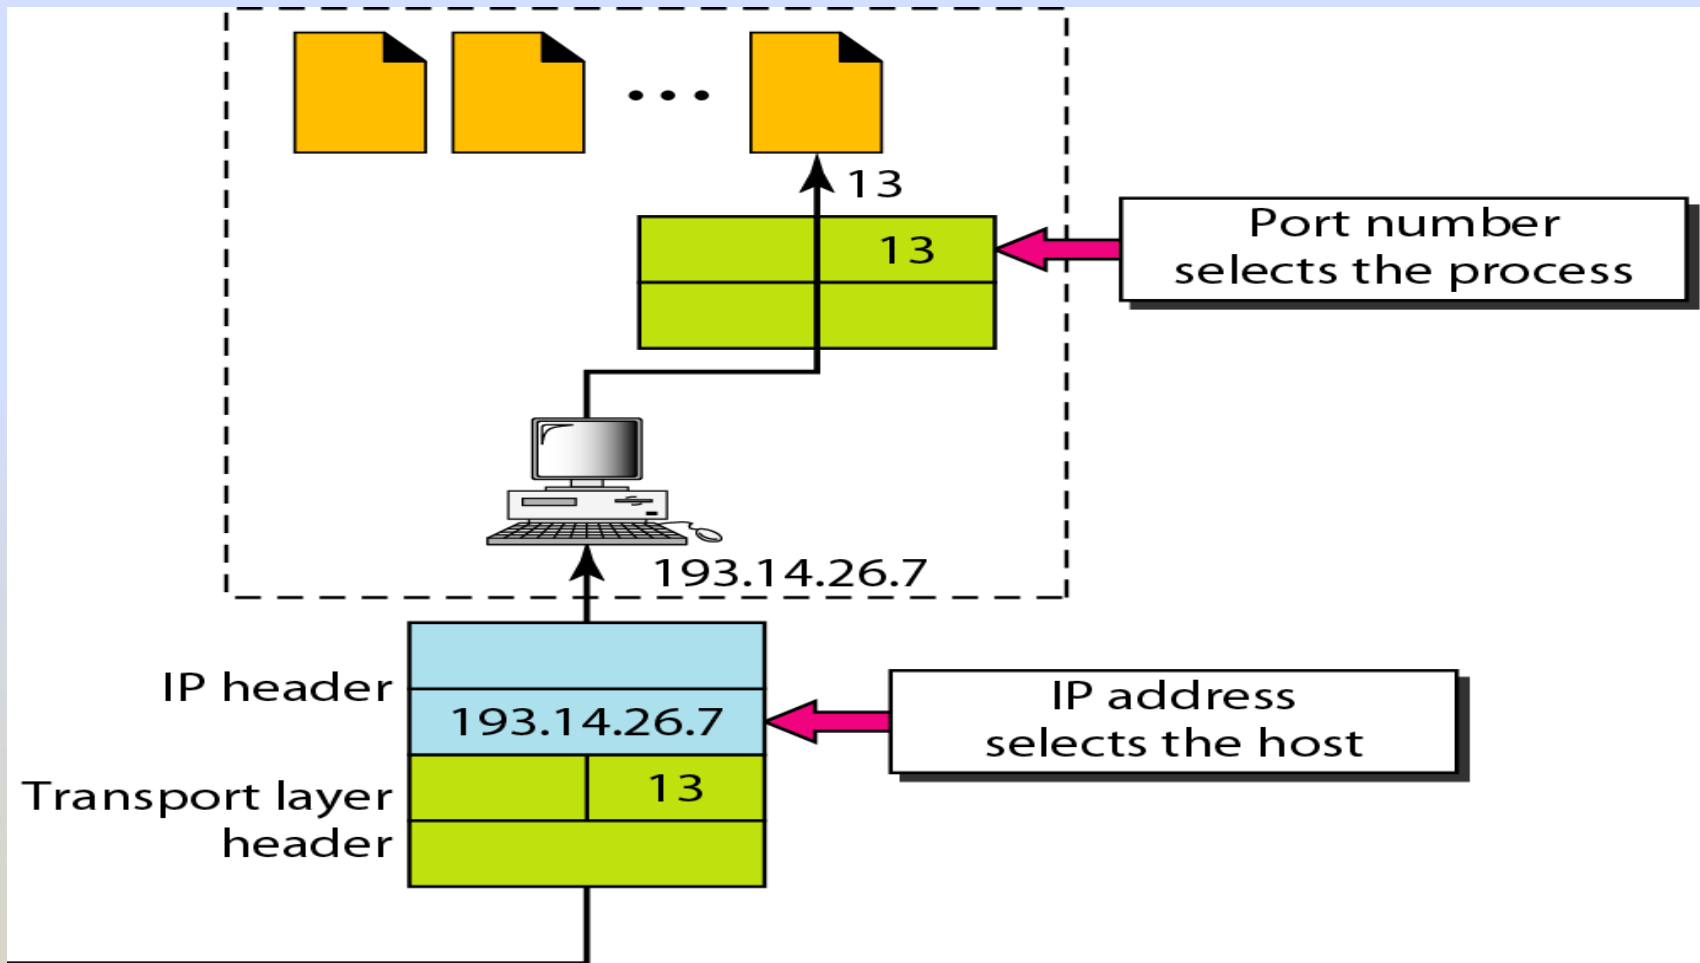 13
13
Port number
selects the process
193.14.26.7
IP header
193.14.26.7
IP address
selects the host
Transport layer
header
13